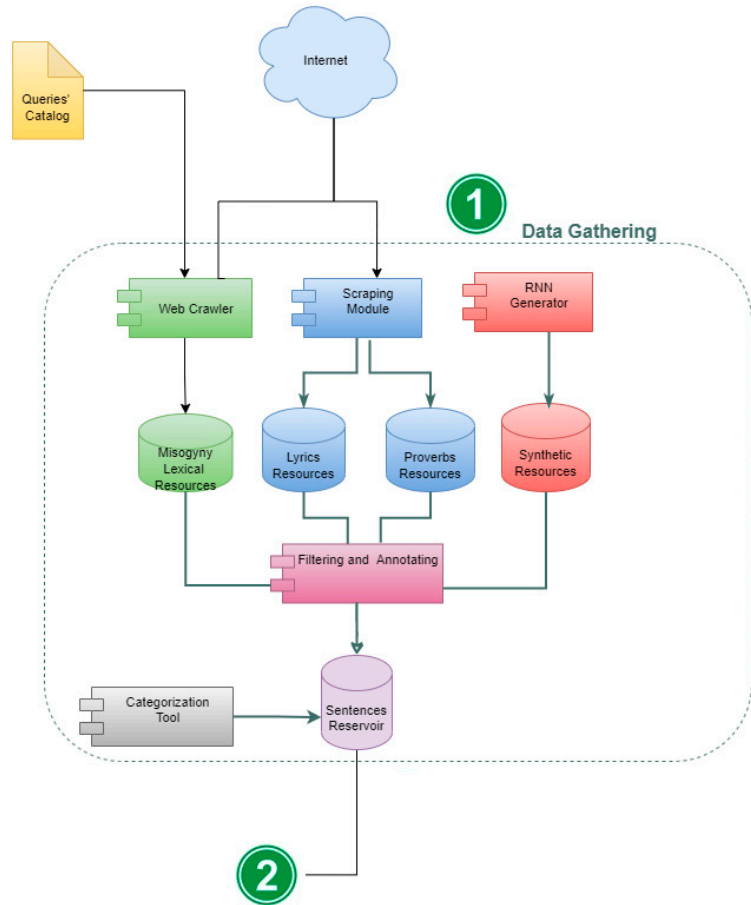 Internet
Queries'
Catalog
1
Data Gathering
Web Crawler
Scraping
Module
RNN
Generator
Misogyny
Lexical
Resources
Lyrics
Resources
Proverbs
Resources
Synthetic
Resources
Filtering and Annotating
Categorization
Tool
Sentences
Reservoir
2